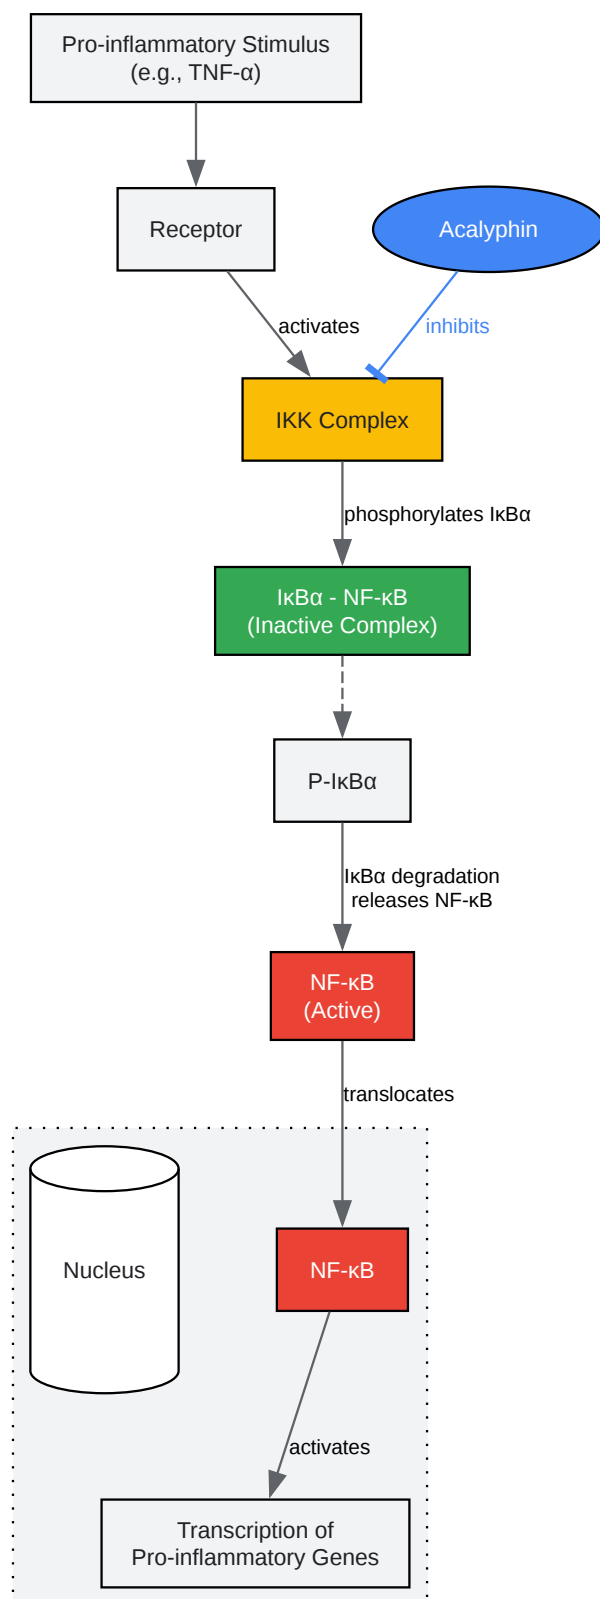 Pro-inflammatory Stimulus
(e.g., TNF-α)
Receptor
Acalyphin
activates
inhibits
IKK Complex
phosphorylates IκBα
IκBα - NF-κB
(Inactive Complex)
P-IκBα
IκBα degradation
releases NF-κB
NF-κB
(Active)
translocates
Nucleus
NF-κB
activates
Transcription of
Pro-inflammatory Genes